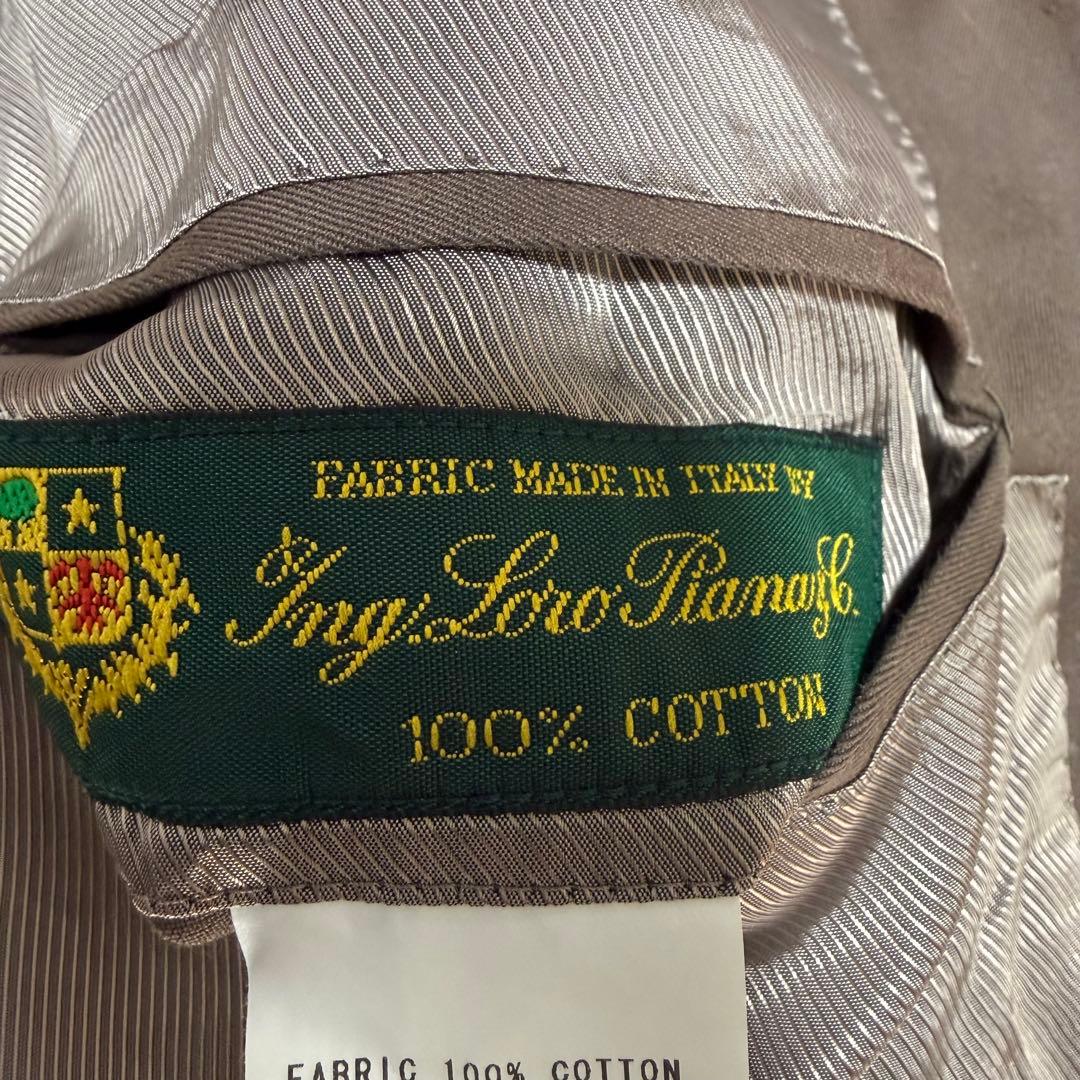 FABRIC MADE IN ITALY BY
Ing. Loro Piana & C.
100% COTTON
FABRIC 100% COTTON